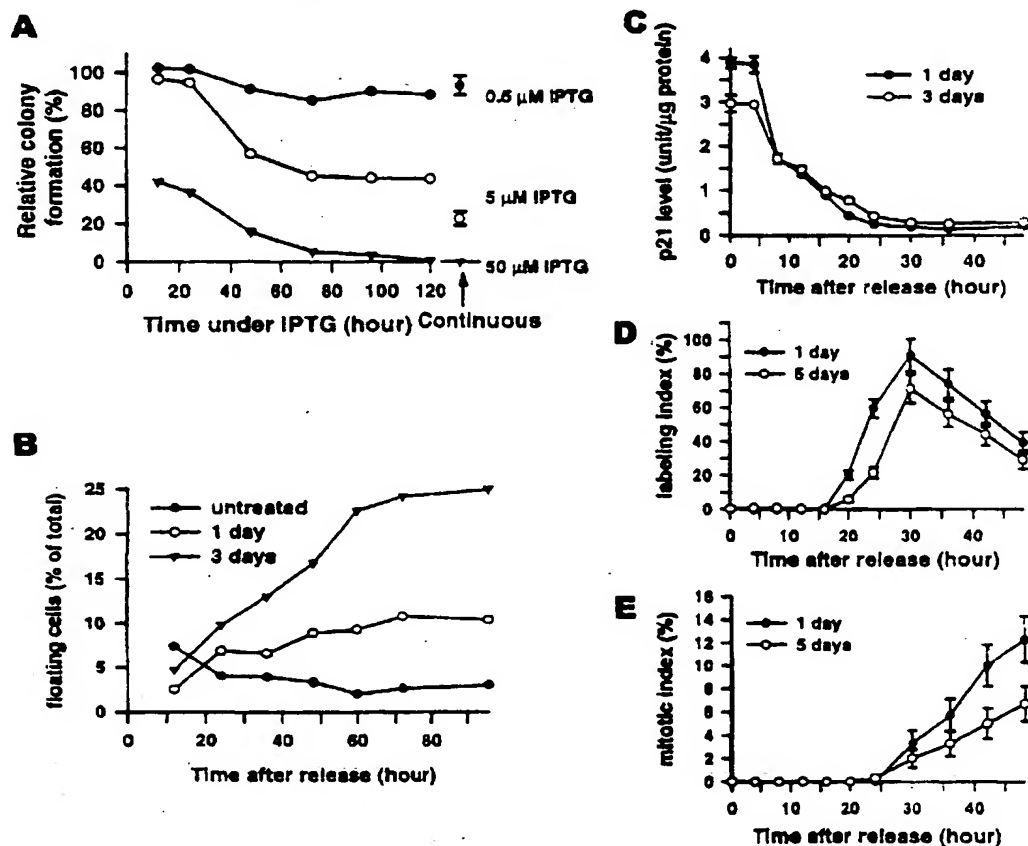 A
Relative colony
formation (%)
100
80
60
40
20
0
0.5 μM IPTG
5 μM IPTG
50 μM IPTG
0 20 40 60 80 100 120
Time under IPTG (hour) Continuous
B
floating cells (% of total)
25
20
15
10
5
0
untreated
1 day
3 days
0 20 40 60 80
Time after release (hour)
C
p21 level (unit/μg protein)
4
3
2
1
0
1 day
3 days
0 10 20 30 40
Time after release (hour)
D
labeling index (%)
100
80
60
40
20
0
1 day
5 days
0 10 20 30 40
Time after release (hour)
E
mitotic index (%)
16
14
12
10
8
6
4
2
0
1 day
5 days
0 10 20 30 40
Time after release (hour)